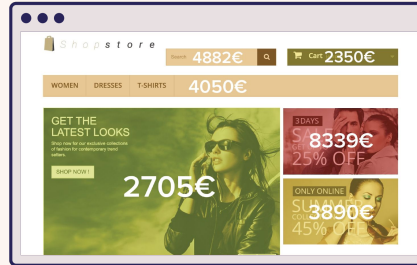 Shopstore
Search 4882€
Cart 2350€
WOMEN DRESSES T-SHIRTS 4050€
GET THE
LATEST LOOKS
Shop now for our exclusive collections
of fashion for contemporary trend
setters
SHOP NOW !
2705€
3 DAYS
8339€
25% OFF
ONLY ONLINE
SUMMER
3890€
45% OFF